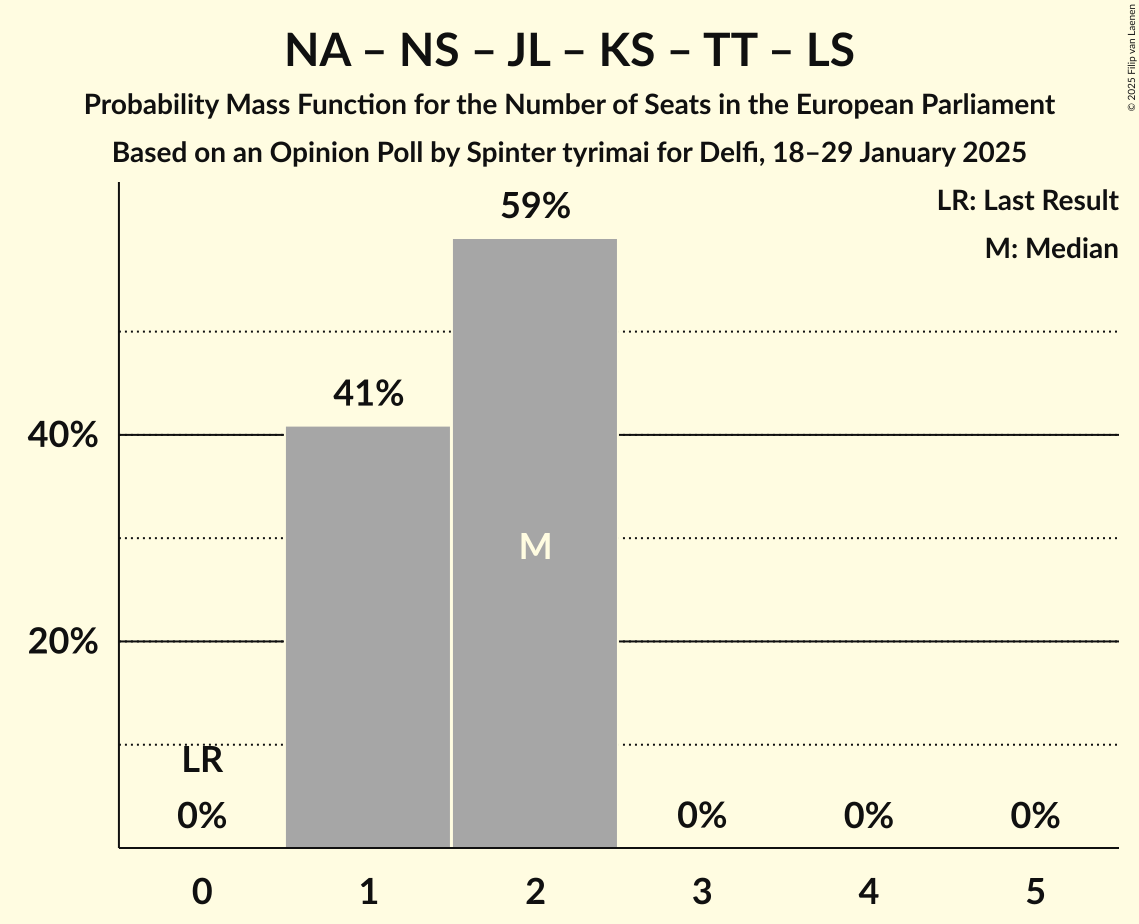 NA – NS – JL – KS – TT – LS
Probability Mass Function for the Number of Seats in the European Parliament
Based on an Opinion Poll by Spinter tyrimai for Delfi, 18–29 January 2025
© 2025 Filip van Laenen
LR: Last Result
M: Median
59%
41%
40%
M
20%
LR
0%
0%
0%
0%
0
1
2
3
4
5